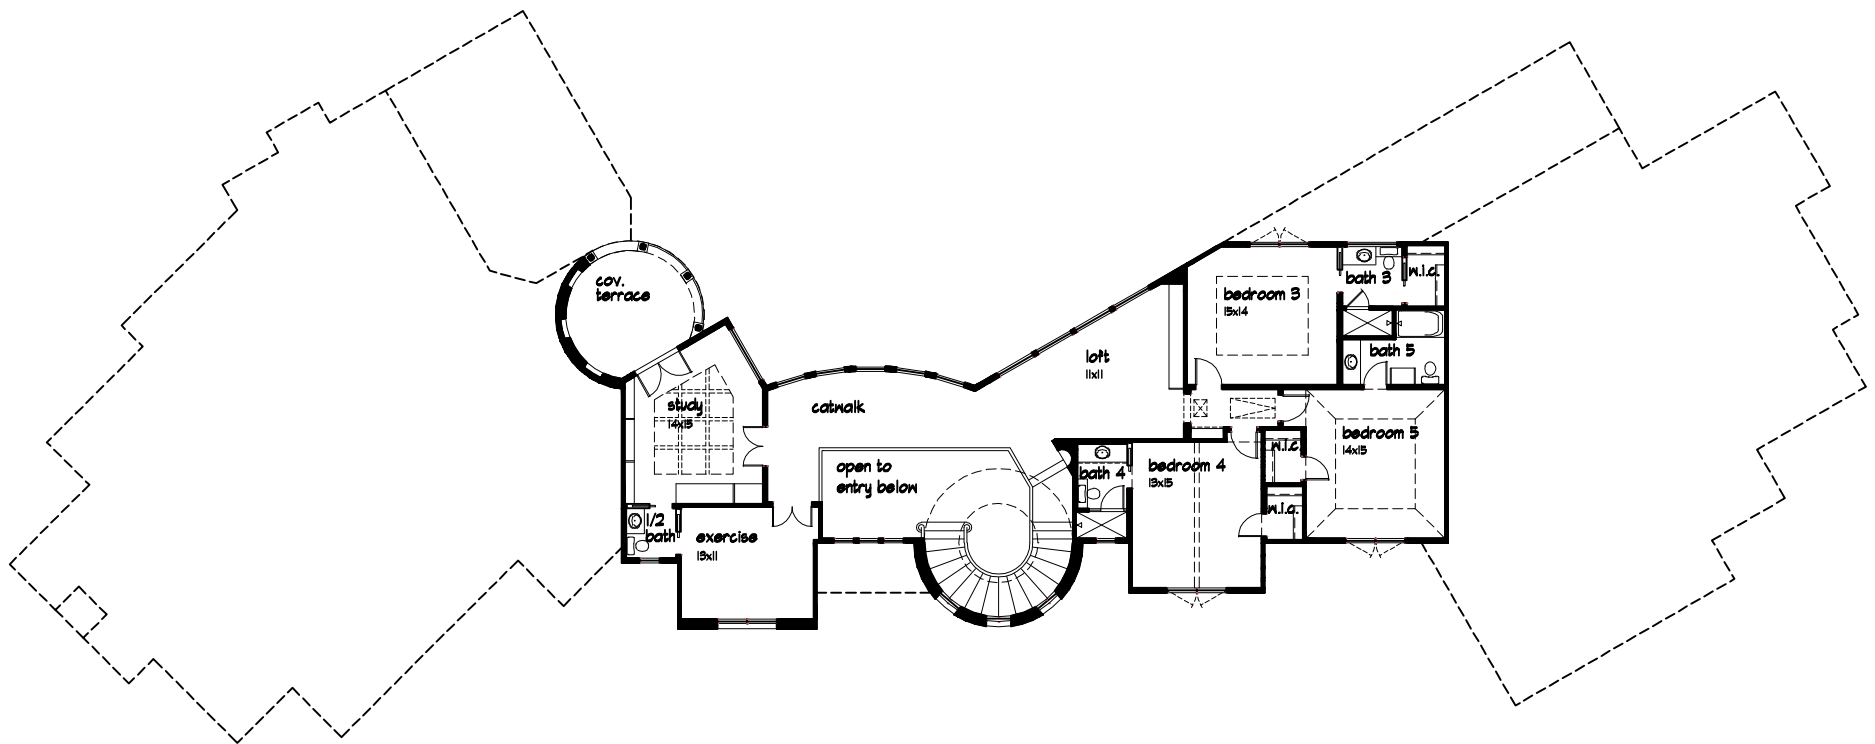 cov.
terrace
study
14x15
1/2
bath
exercise
13x11
catwalk
open to
entry below
loft
11x11
bedroom 3
15x14
bath 3
w.i.c.
bath 5
bedroom 5
14x15
w.i.c.
w.i.c.
bath 4
bedroom 4
13x15